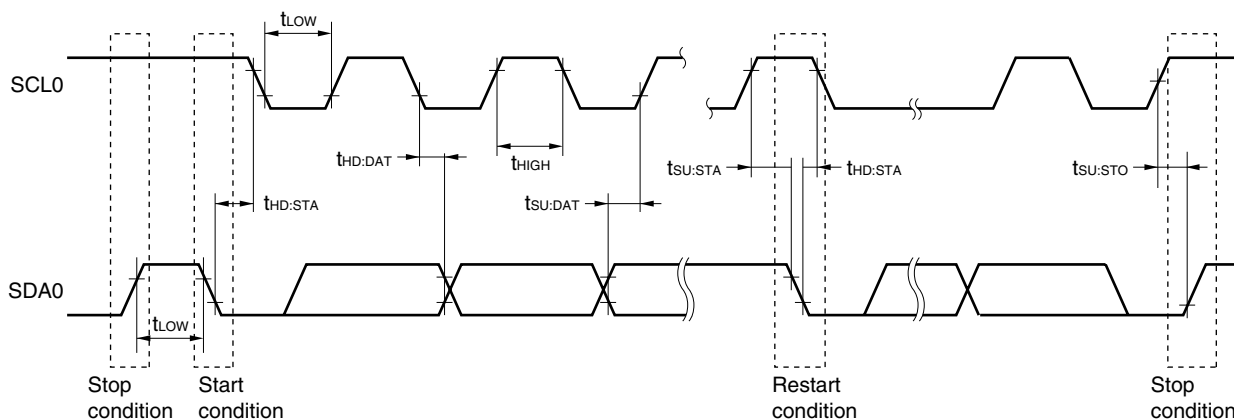 tLOW
SCL0
tHD:DAT
tHIGH
tSU:STA
tHD:STA
tSU:STO
tHD:STA
tSU:DAT
SDA0
tLOW
Stop
condition
Start
condition
Restart
condition
Stop
condition